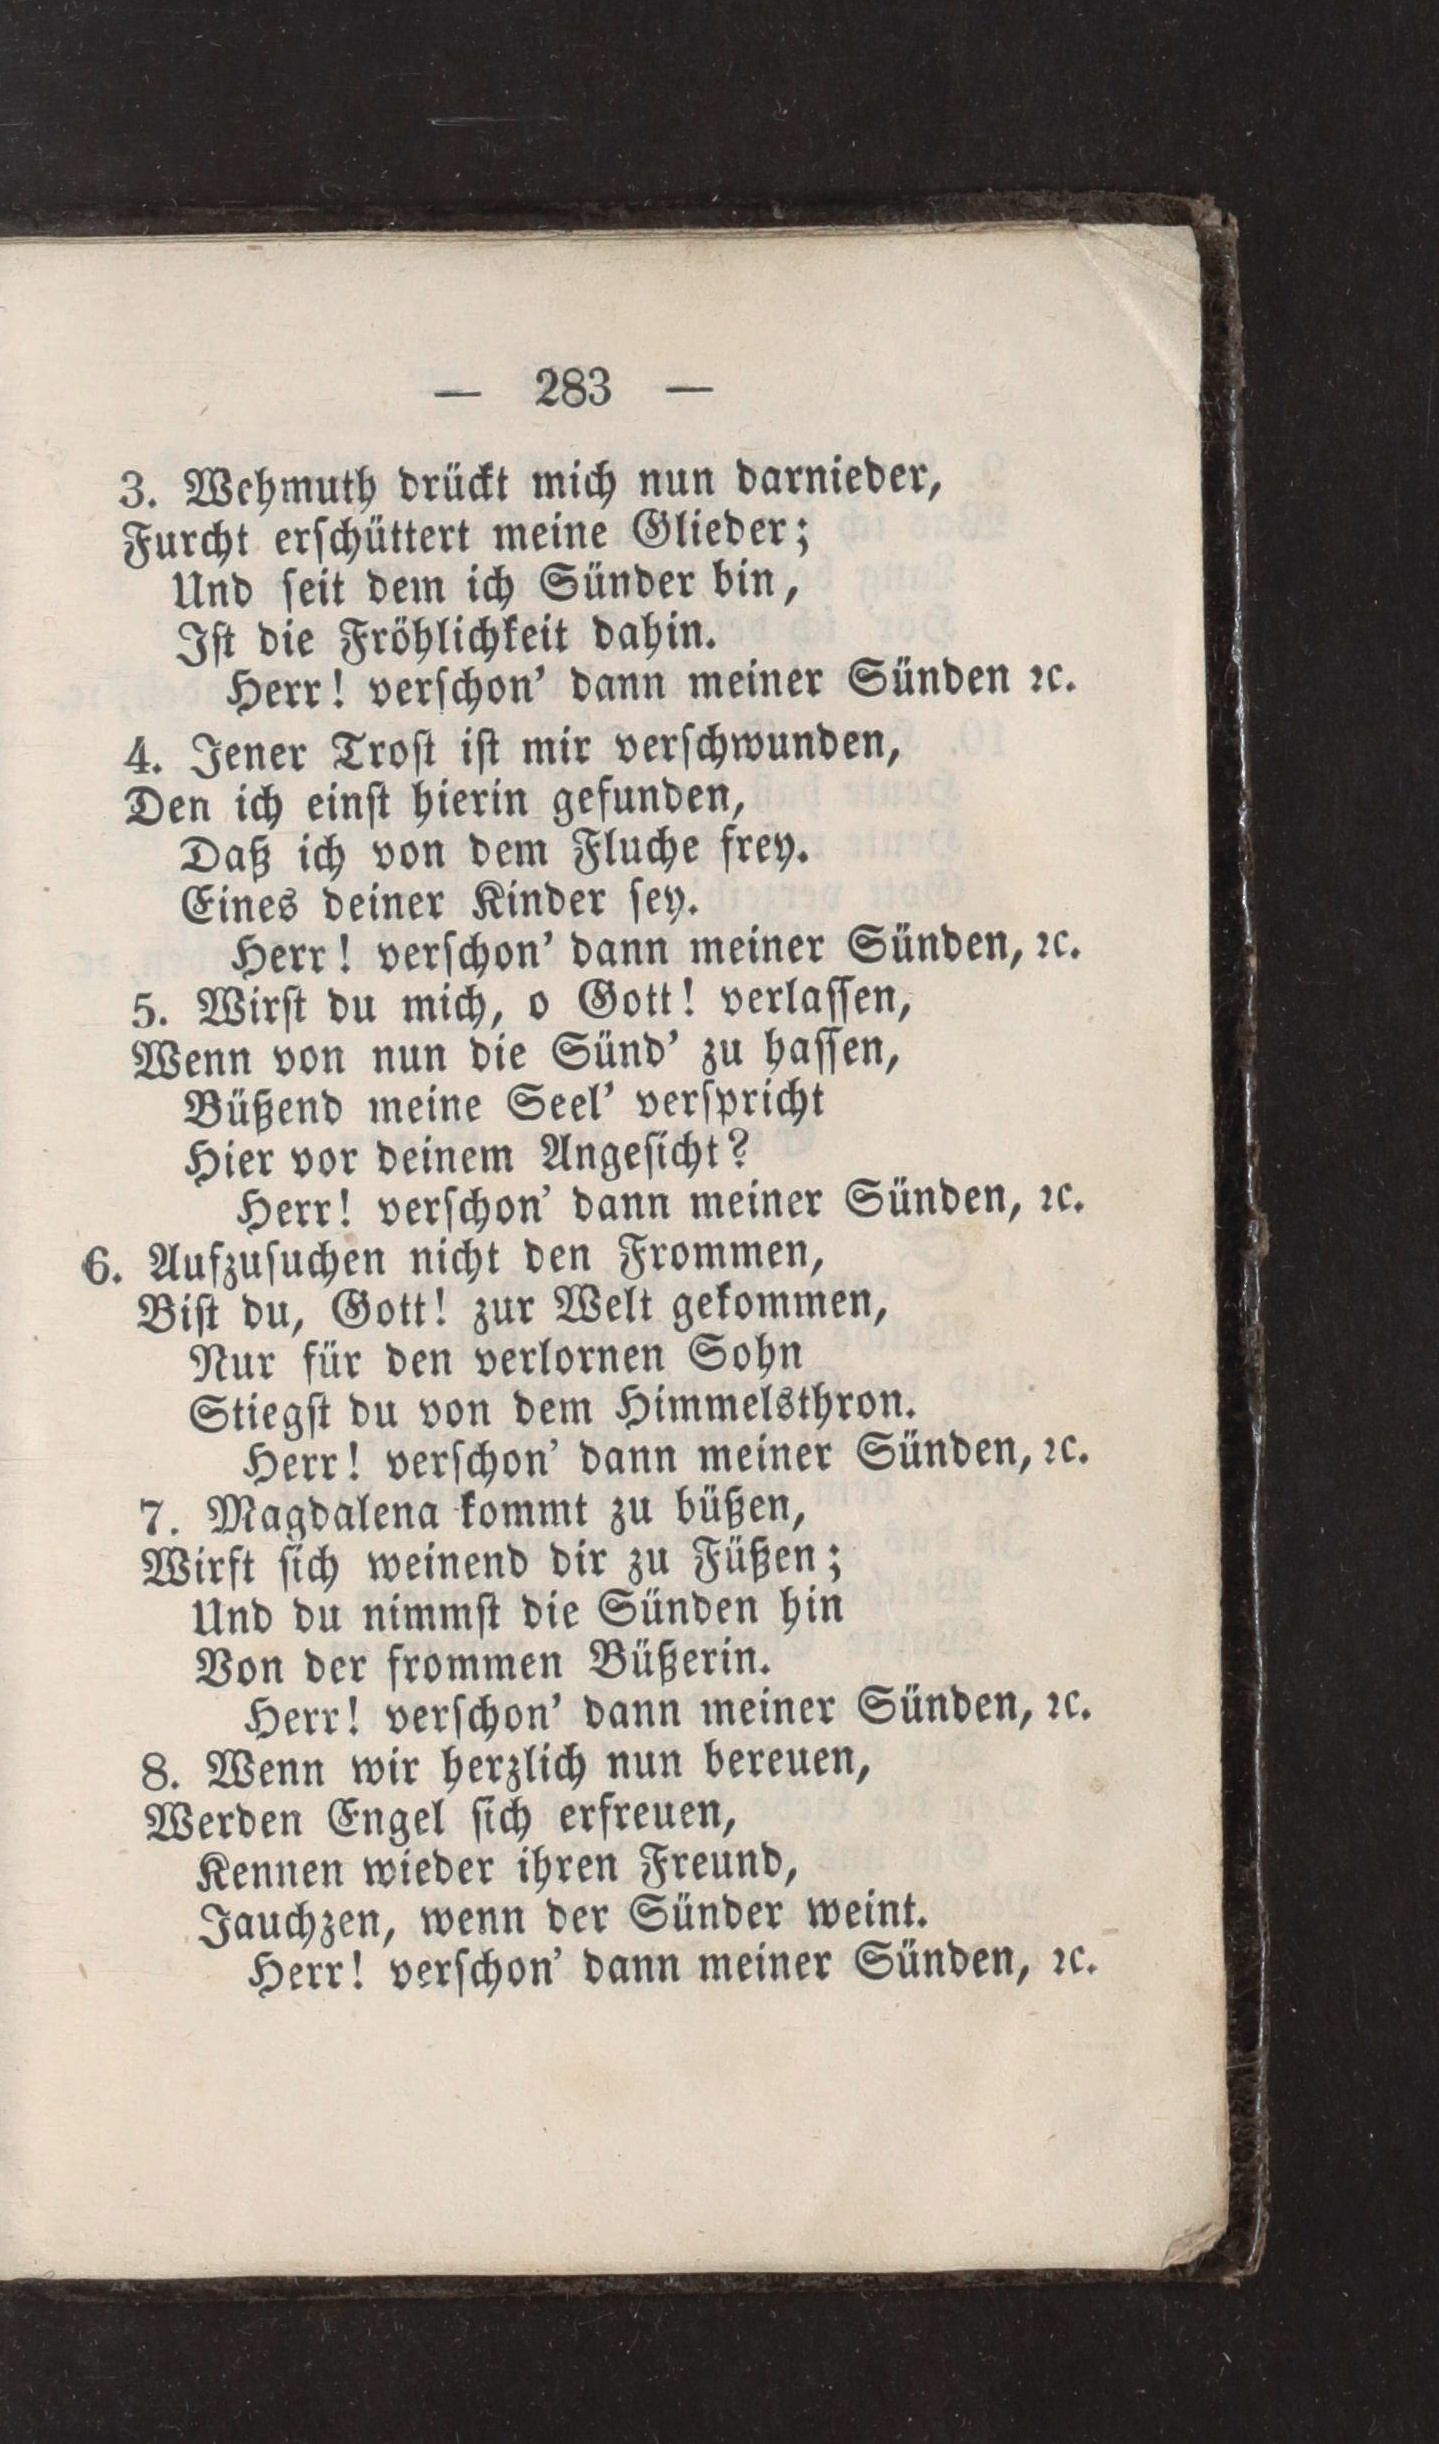 — 283 —
3. Wehmuth drückt mich nun darnieder,
Furcht erschüttert meine Glieder;
Und seit dem ich Sünder bin,
Ist die Fröhlichkeit dahin.
Herr! verschon' dann meiner Sünden ꝛc.
4. Jener Trost ist mir verschwunden,
Den ich einst hierin gefunden,
Daß ich von dem Fluche frey.
Eines deiner Kinder sey.
Herr! verschon' dann meiner Sünden, ꝛc.
5. Wirst du mich, o Gott! verlassen,
Wenn von nun die Sünd' zu hassen,
Büßend meine Seel' verspricht
Hier vor deinem Angesicht?
Herr! verschon' dann meiner Sünden, ꝛc.
6. Aufzusuchen nicht den Frommen,
Bist du, Gott! zur Welt gekommen,
Nur für den verlornen Sohn
Stiegst du von dem Himmelsthron.
Herr! verschon' dann meiner Sünden, ꝛc.
7. Magdalena kommt zu büßen,
Wirft sich weinend dir zu Füßen;
Und du nimmst die Sünden hin
Von der frommen Büßerin.
Herr! verschon' dann meiner Sünden, ꝛc.
8. Wenn wir herzlich nun bereuen,
Werden Engel sich erfreuen,
Kennen wieder ihren Freund,
Jauchzen, wenn der Sünder weint.
Herr! verschon' dann meiner Sünden, ꝛc.